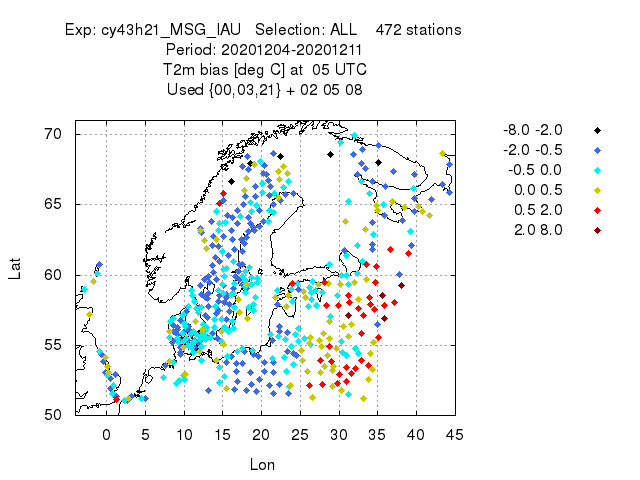 Exp: cy43h21_MSG_IAU Selection: ALL 472 stations
Period: 20201204-20201211
T2m bias [deg C] at 05 UTC
Used {00,03,21} + 02 05 08
70
65
60
55
50
Lat
0 5 10 15 20 25 30 35 40 45
Lon
-8.0 -2.0
-2.0 -0.5
-0.5 0.0
0.0 0.5
0.5 2.0
2.0 8.0